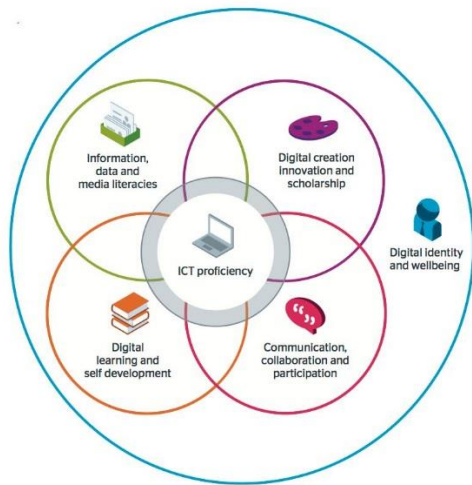 Information,
data and
media literacies
Digital creation
innovation and
scholarship
Digital identity
and wellbeing
ICT proficiency
Digital
learning and
self development
Communication,
collaboration and
participation